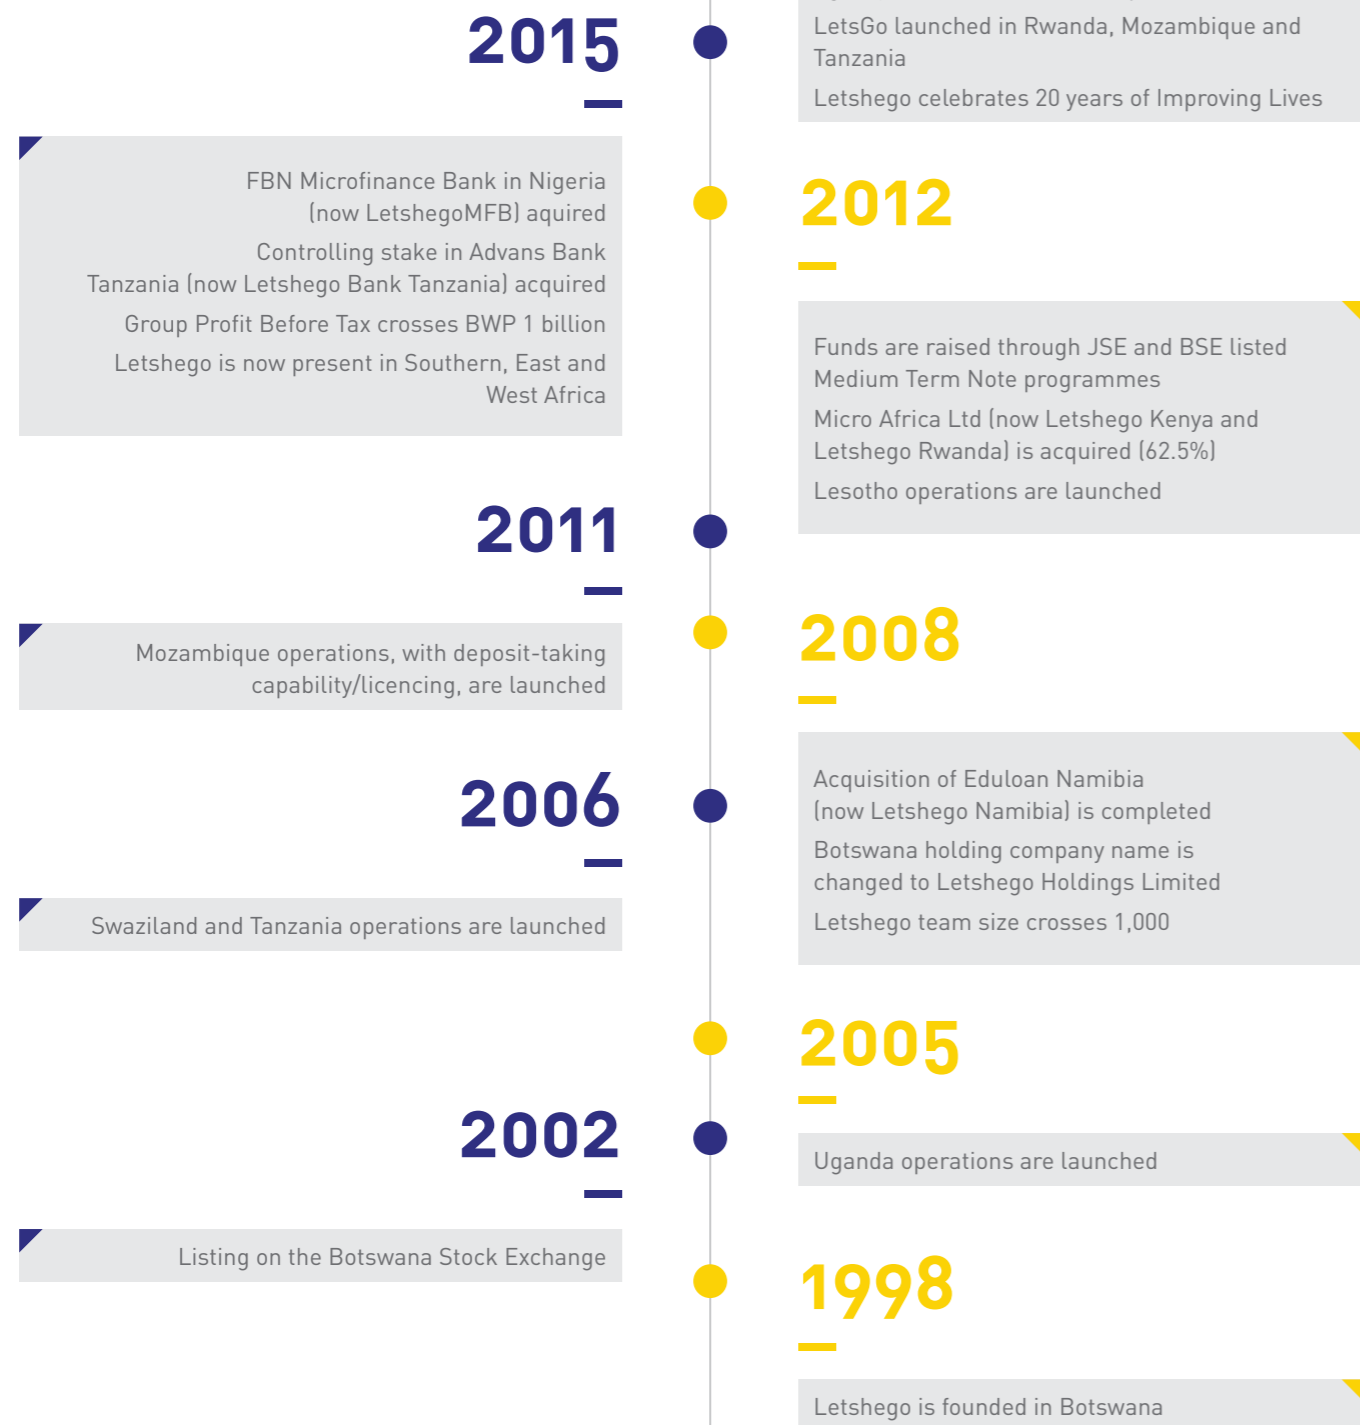 LetsGo launched in Rwanda, Mozambique and
Tanzania
Letshego celebrates 20 years of Improving Lives
2015
FBN Microfinance Bank in Nigeria
(now LetshegoMFB) aquired
Controlling stake in Advans Bank
Tanzania (now Letshego Bank Tanzania) acquired
Group Profit Before Tax crosses BWP 1 billion
Letshego is now present in Southern, East and
West Africa
2012
Funds are raised through JSE and BSE listed
Medium Term Note programmes
Micro Africa Ltd (now Letshego Kenya and
Letshego Rwanda) is acquired (62.5%)
Lesotho operations are launched
2011
Mozambique operations, with deposit-taking
capability/licencing, are launched
2008
Acquisition of Eduloan Namibia
(now Letshego Namibia) is completed
Botswana holding company name is
changed to Letshego Holdings Limited
Letshego team size crosses 1,000
2006
Swaziland and Tanzania operations are launched
2005
Uganda operations are launched
2002
Listing on the Botswana Stock Exchange
1998
Letshego is founded in Botswana